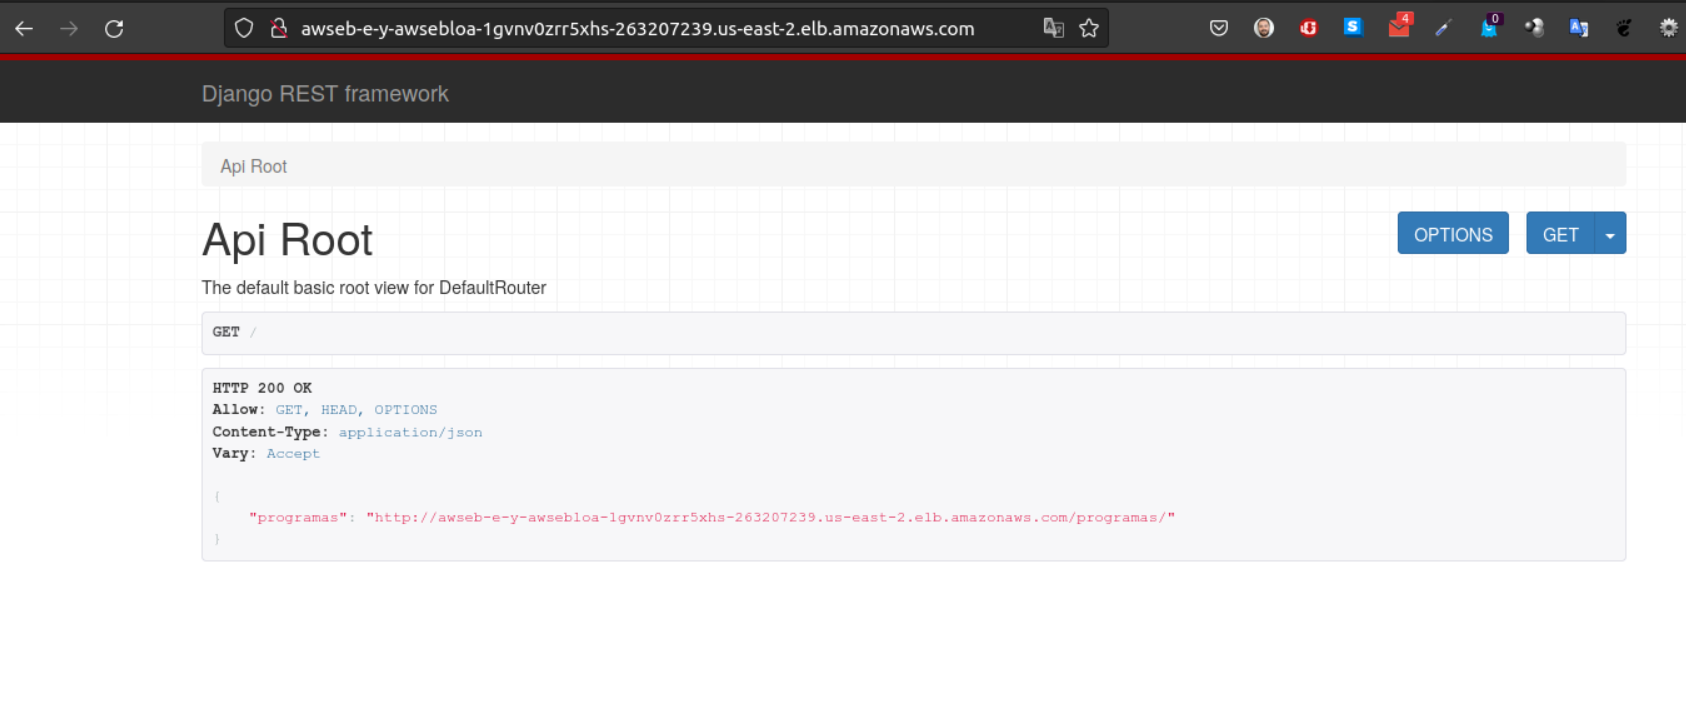 awseb-e-y-awsebloa-1gvnv0zrr5xhs-263207239.us-east-2.elb.amazonaws.com
S
4
0
Django REST framework
Api Root
Api Root
OPTIONS
GET
The default basic root view for DefaultRouter
GET /
HTTP 200 OK
Allow: GET, HEAD, OPTIONS
Content-Type: application/json
Vary: Accept
{
"programas": "http://awseb-e-y-awsebloa-1gvnv0zrr5xhs-263207239.us-east-2.elb.amazonaws.com/programas/"
}